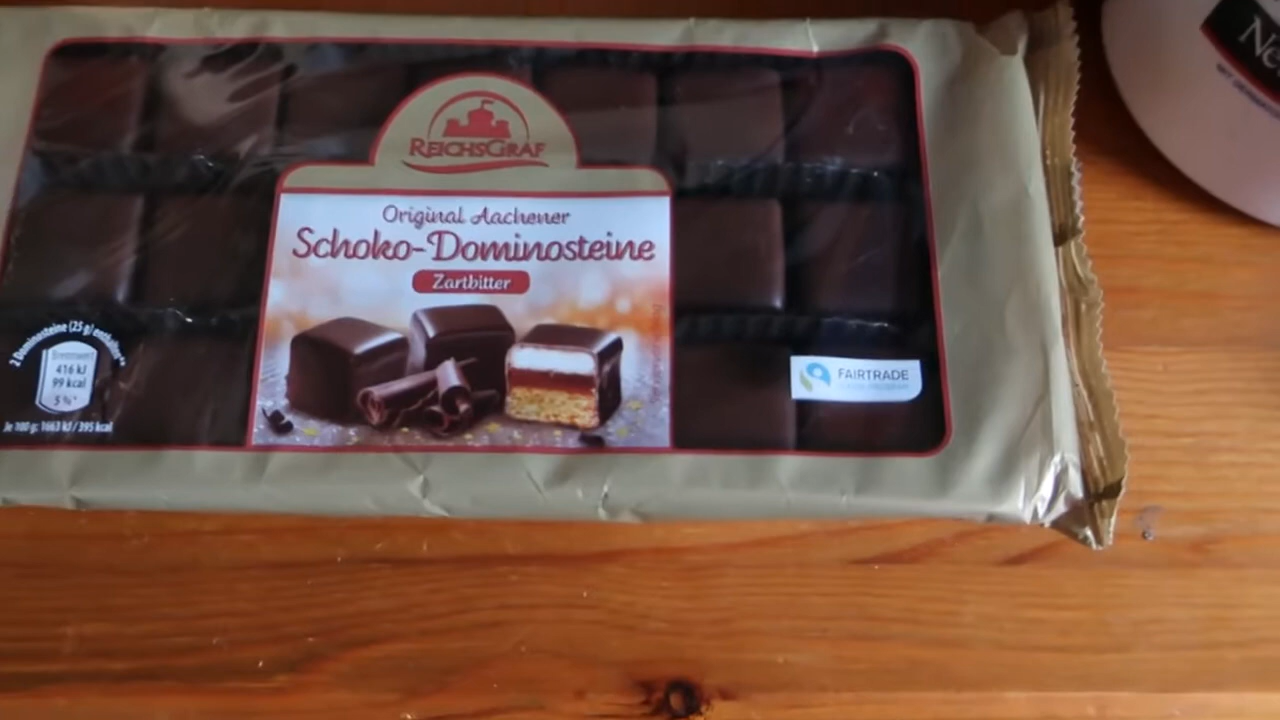 REICHSGRAF
Original Aachener
Schoko-Dominosteine
Zartbitter
2 Dominosteine (25 g) enthalten**
Brennwert
416 kJ
99 kcal
5 %*
Je 100 g: 1663 kJ / 395 kcal
FAIRTRADE